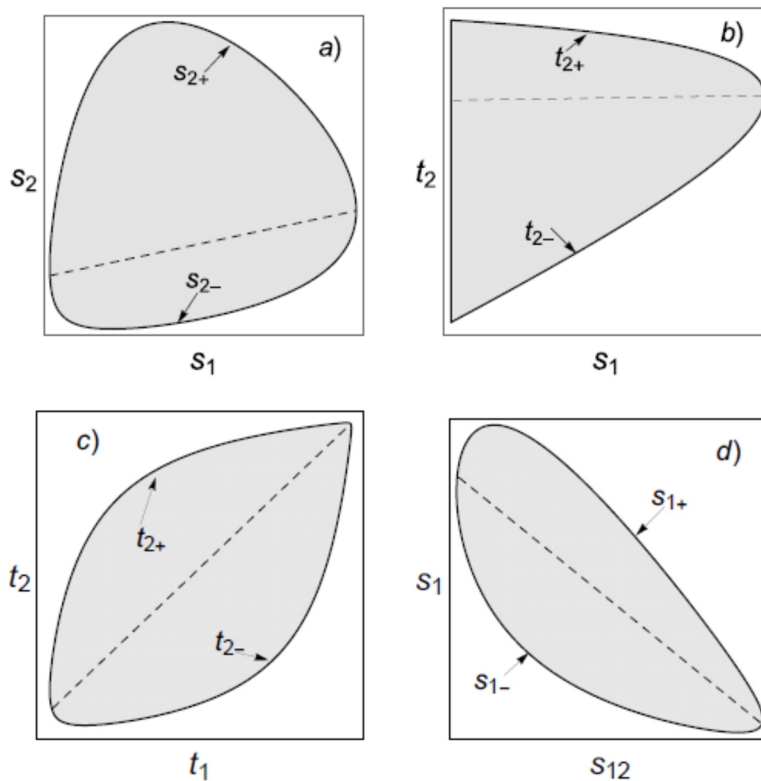 a)
s2+
s2
s2−
s1
b)
t2+
t2
t2−
s1
c)
t2+
t2
t2−
t1
d)
s1+
s1
s1−
s12